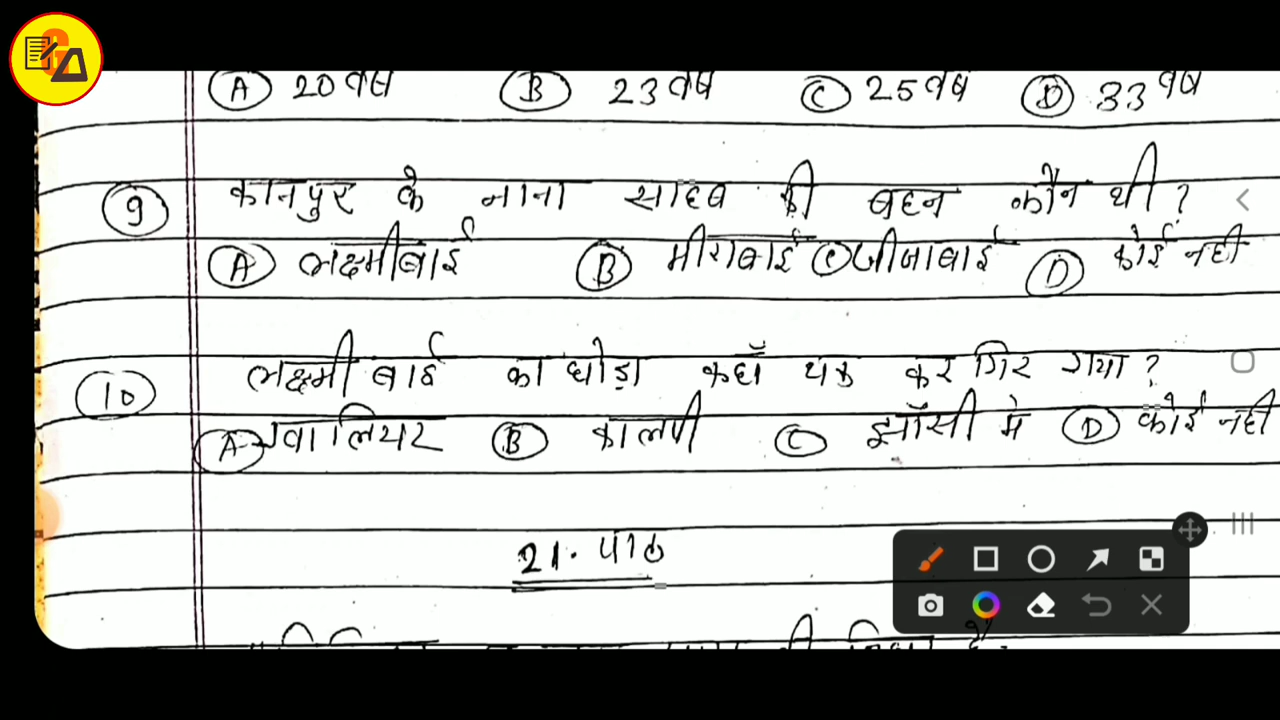 A 20 वर्ष B 23 वर्ष C 25 वर्ष D 33 वर्ष
9 कानपुर के नाना साहब की बहन कौन थी ?
A लक्ष्मीबाई B मीराबाई C जीजाबाई D कोई नही
10 लक्ष्मी बाई का घोड़ा कहाँ थक कर गिर गया ?
A ग्वालियर B कालपी C झाँसी मे D कोई नही
21. पाठ